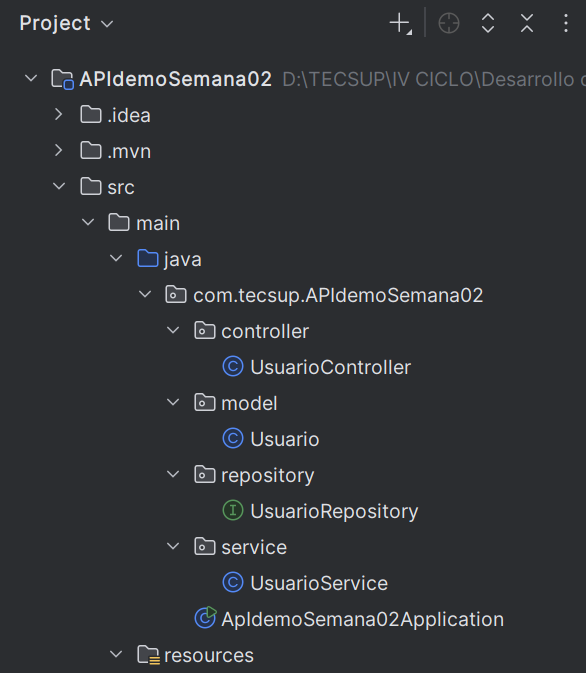 Project
APIdemoSemana02 D:\TECSUP\IV CICLO\Desarrollo
.idea
.mvn
src
main
java
com.tecsup.APIdemoSemana02
controller
UsuarioController
model
Usuario
repository
UsuarioRepository
service
UsuarioService
ApIdemoSemana02Application
resources